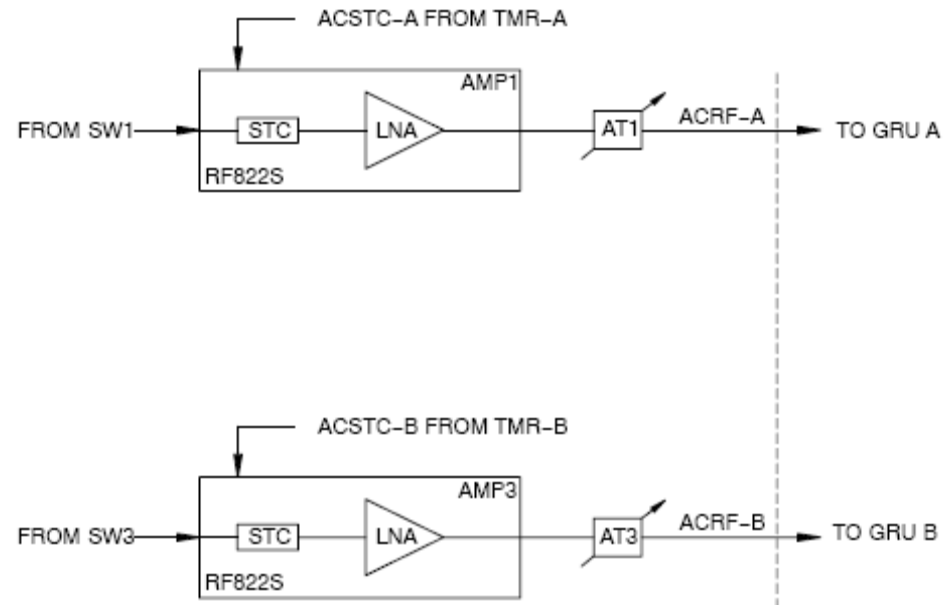 ACSTC-A FROM TMR-A
AMP1
FROM SW1
STC
LNA
AT1
ACRF-A
TO GRU A
RF822S
ACSTC-B FROM TMR-B
AMP3
FROM SW3
STC
LNA
AT3
ACRF-B
TO GRU B
RF822S